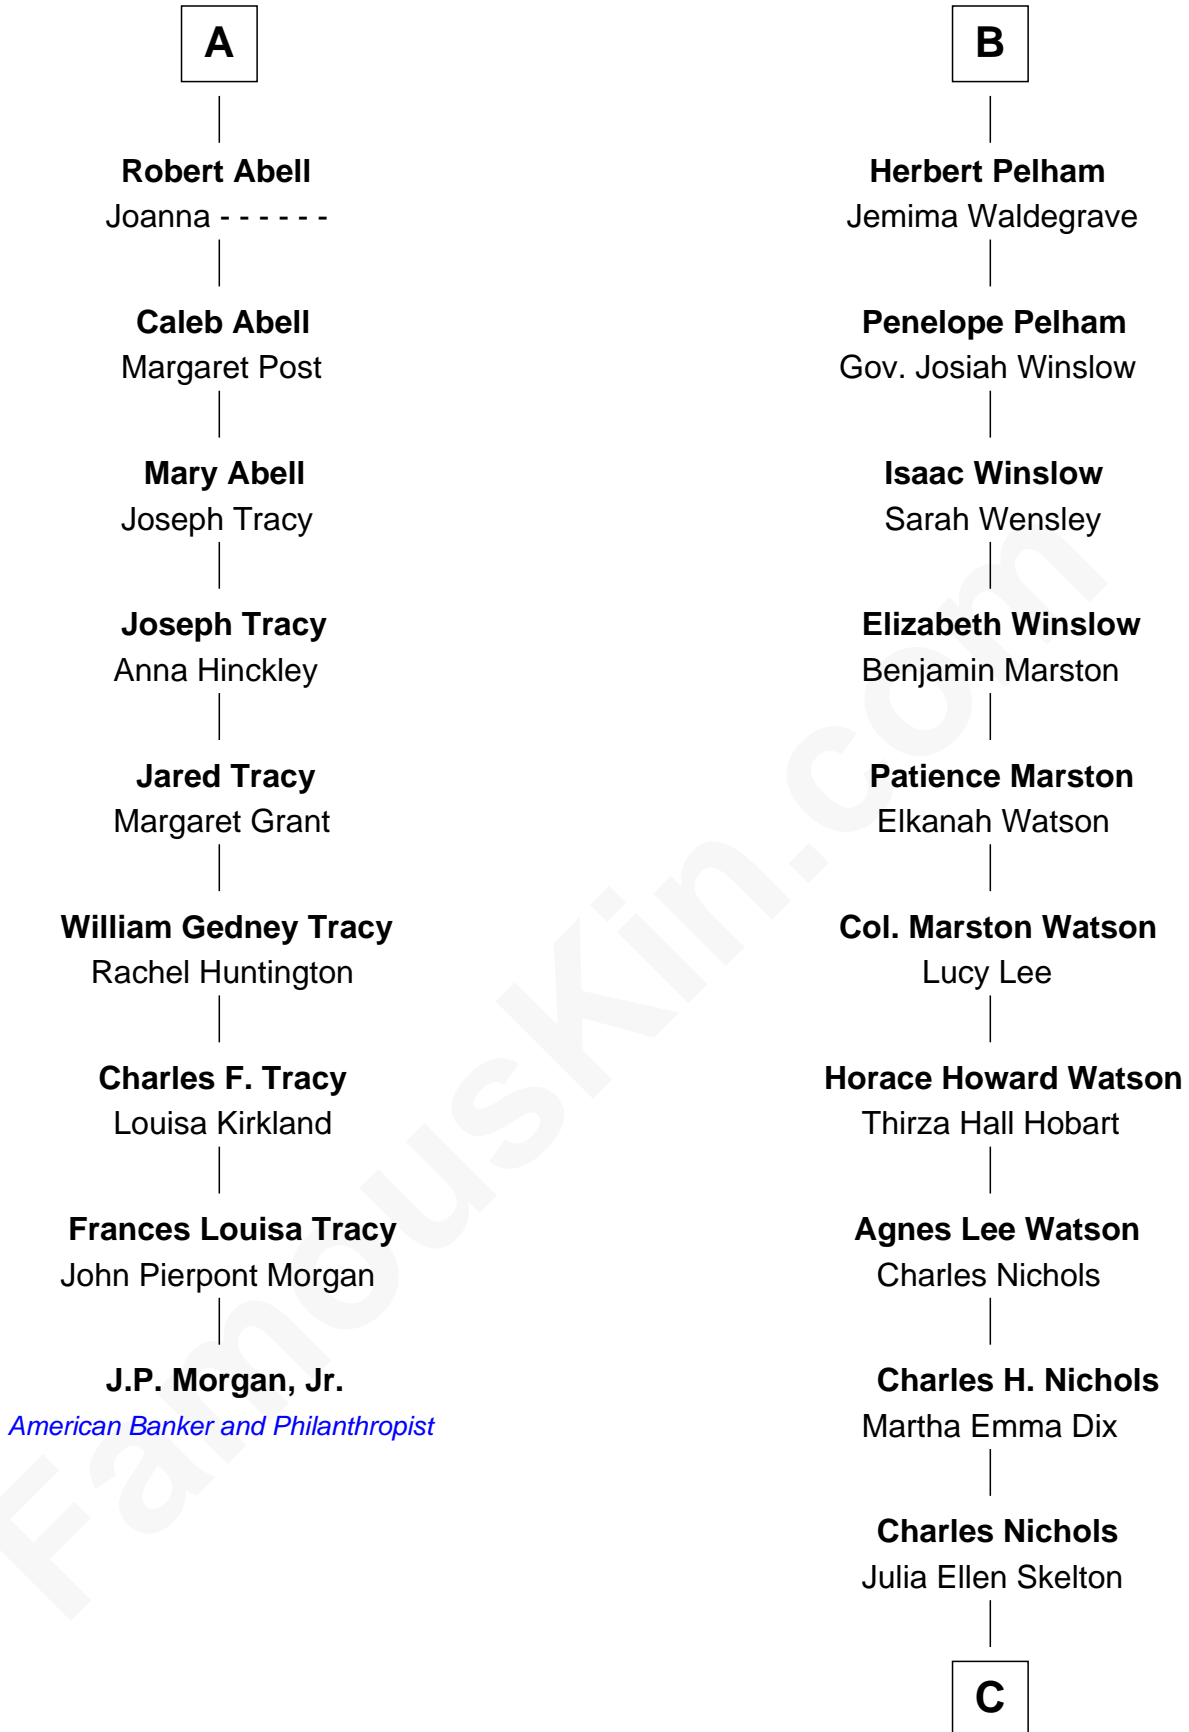 A
Robert Abell
Joanna - - - - - -
Caleb Abell
Margaret Post
Mary Abell
Joseph Tracy
Joseph Tracy
Anna Hinckley
Jared Tracy
Margaret Grant
William Gedney Tracy
Rachel Huntington
Charles F. Tracy
Louisa Kirkland
Frances Louisa Tracy
John Pierpont Morgan
J.P. Morgan, Jr.
American Banker and Philanthropist
B
Herbert Pelham
Jemima Waldegrave
Penelope Pelham
Gov. Josiah Winslow
Isaac Winslow
Sarah Wensley
Elizabeth Winslow
Benjamin Marston
Patience Marston
Elkanah Watson
Col. Marston Watson
Lucy Lee
Horace Howard Watson
Thirza Hall Hobart
Agnes Lee Watson
Charles Nichols
Charles H. Nichols
Martha Emma Dix
Charles Nichols
Julia Ellen Skelton
C
FamousKin.com